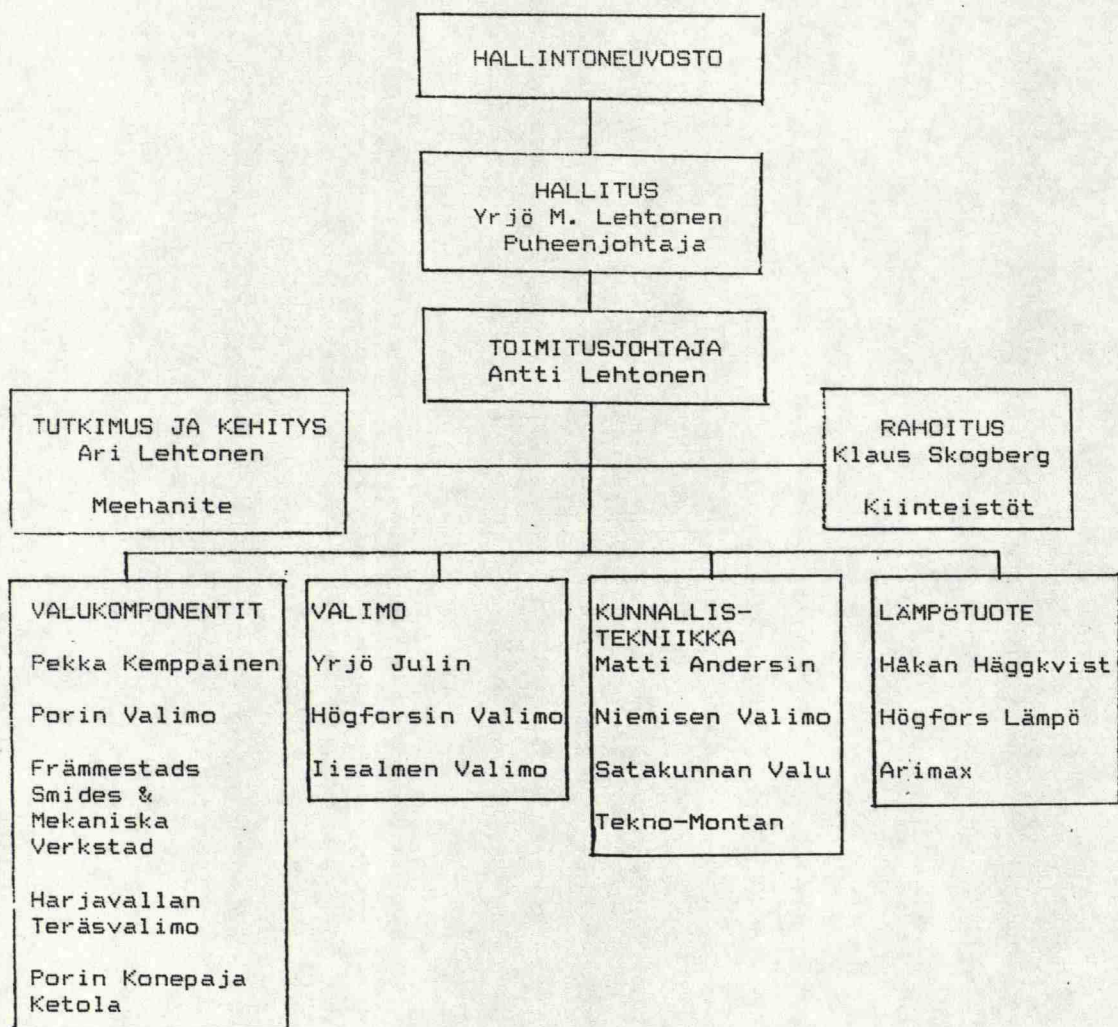 HALLINTONEUVOSTO
HALLITUS
Yrjö M. Lehtonen
Puheenjohtaja
TOIMITUSJOHTAJA
Antti Lehtonen
TUTKIMUS JA KEHITYS
Ari Lehtonen
Meehanite
RAHOITUS
Klaus Skogberg
Kiinteistöt
VALUKOMPONENTIT
Pekka Kemppainen
Porin Valimo
Främmestads
Smides &
Mekaniska
Verkstad
Harjavallan
Teräsvalimo
Porin Konepaja
Ketola
VALIMO
Yrjö Julin
Högforsin Valimo
Iisalmen Valimo
KUNNALLIS-
TEKNIIKKA
Matti Andersin
Niemisen Valimo
Satakunnan Valu
Tekno-Montan
LÄMPöTUOTE
Håkan Häggkvist
Högfors Lämpö
Arimax